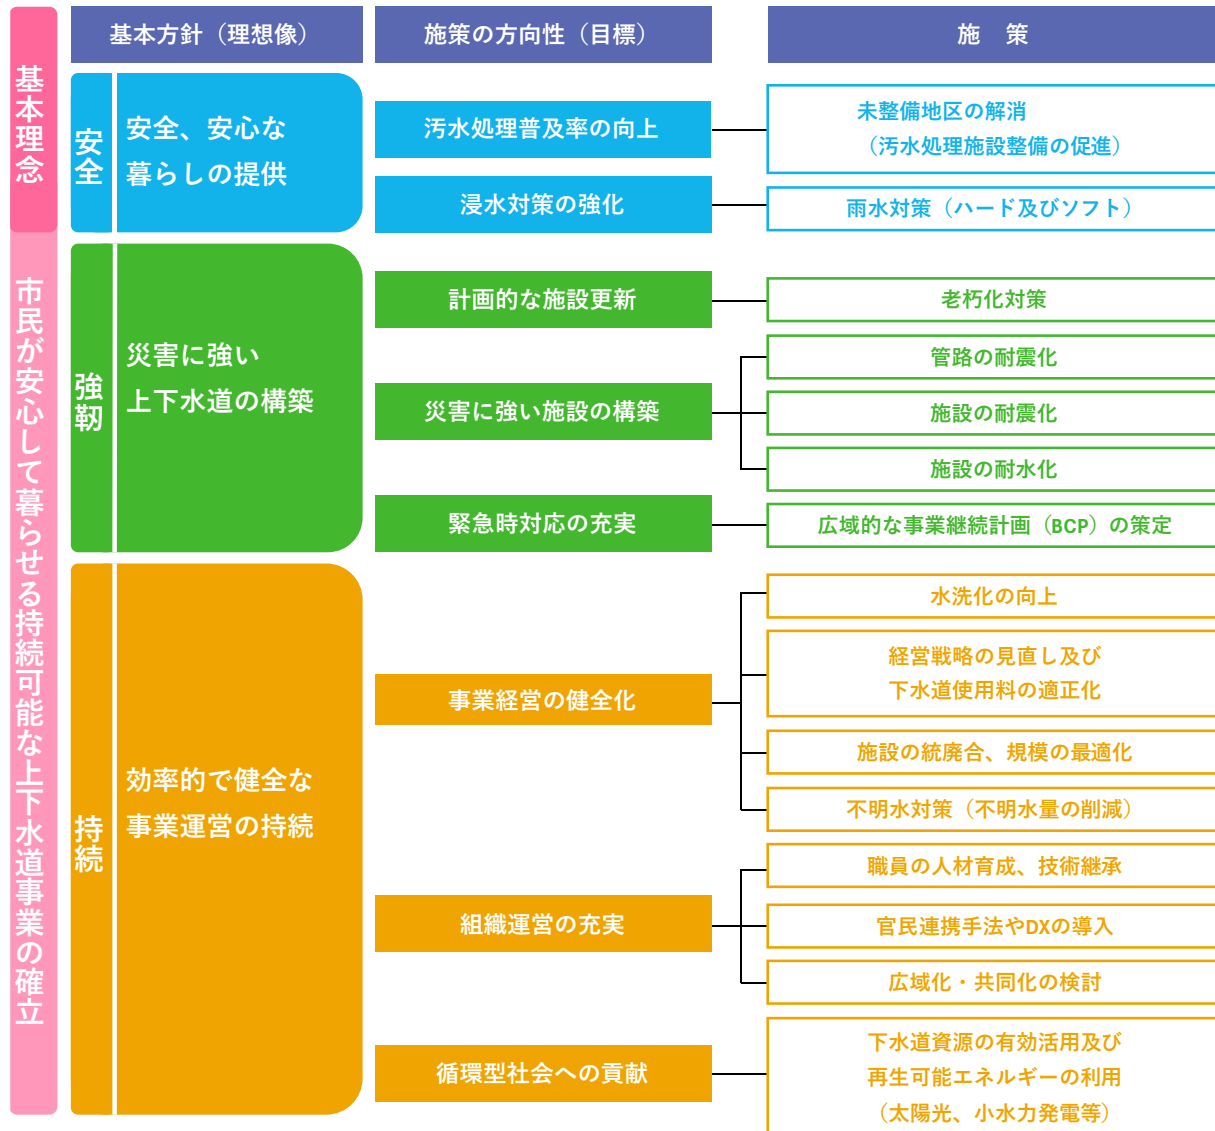 基本理念
市民が安心して暮らせる持続可能な上下水道事業の確立
基本方針（理想像）
施策の方向性（目標）
施　策
安全
安全、安心な
暮らしの提供
汚水処理普及率の向上
未整備地区の解消
（汚水処理施設整備の促進）
浸水対策の強化
雨水対策（ハード及びソフト）
強靭
災害に強い
上下水道の構築
計画的な施設更新
老朽化対策
災害に強い施設の構築
管路の耐震化
施設の耐震化
施設の耐水化
緊急時対応の充実
広域的な事業継続計画（BCP）の策定
持続
効率的で健全な
事業運営の持続
事業経営の健全化
水洗化の向上
経営戦略の見直し及び
下水道使用料の適正化
施設の統廃合、規模の最適化
不明水対策（不明水量の削減）
組織運営の充実
職員の人材育成、技術継承
官民連携手法やDXの導入
広域化・共同化の検討
循環型社会への貢献
下水道資源の有効活用及び
再生可能エネルギーの利用
（太陽光、小水力発電等）